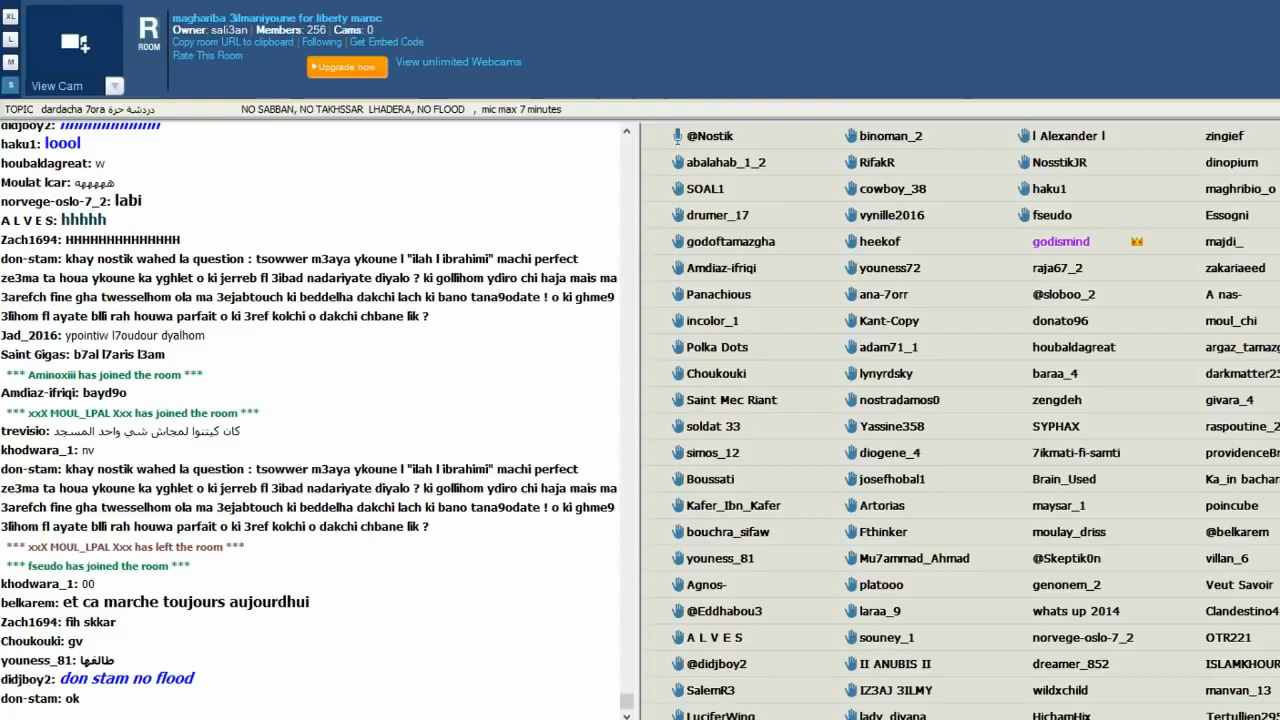 XL
L
M
S
View Cam
R
ROOM
maghariba 3ilmaniyoune for liberty maroc
Owner: sali3an | Members: 256 | Cams: 0
Copy room URL to clipboard | Following | Get Embed Code
Rate This Room
Upgrade now
View unlimited Webcams
TOPIC dardacha 7ora دردشة حرة NO SABBAN, NO TAKHSSAR LHADERA, NO FLOOD , mic max 7 minutes
didjboy2:
haku1: loool
houbaldagreat: w
Moulat lcar: هههههه
norvege-oslo-7_2: labi
A L V E S: hhhhh
Zach1694: HHHHHHHHHHHHHH
don-stam: khay nostik wahed la question : tsowwer m3aya ykoune l "ilah l ibrahimi" machi perfect
ze3ma ta houa ykoune ka yghlet o ki jerreb fl 3ibad nadariyate diyalo ? ki gollihom ydiro chi haja mais ma
3arefch fine gha twesselhom ola ma 3ejabtouch ki beddelha dakchi lach ki bano tana9odate ! o ki ghme9
3lihom fl ayate blli rah houwa parfait o ki 3ref kolchi o dakchi chbane lik ?
Jad_2016: ypointiw l7oudour dyalhom
Saint Gigas: b7al l7aris l3am
*** Aminoxiii has joined the room ***
Amdiaz-ifriqi: bayd9o
*** xxX MOUL_LPAL Xxx has joined the room ***
trevisio: كان كيتنوا لمجاش شي واحد المسجد
khodwara_1: nv
don-stam: khay nostik wahed la question : tsowwer m3aya ykoune l "ilah l ibrahimi" machi perfect
ze3ma ta houa ykoune ka yghlet o ki jerreb fl 3ibad nadariyate diyalo ? ki gollihom ydiro chi haja mais ma
3arefch fine gha twesselhom ola ma 3ejabtouch ki beddelha dakchi lach ki bano tana9odate ! o ki ghme9
3lihom fl ayate blli rah houwa parfait o ki 3ref kolchi o dakchi chbane lik ?
*** xxX MOUL_LPAL Xxx has left the room ***
*** fseudo has joined the room ***
khodwara_1: 00
belkarem: et ca marche toujours aujourdhui
Zach1694: fih skkar
Choukouki: gv
youness_81: طالقها
didjboy2: don stam no flood
don-stam: ok
@Nostik binoman_2 l Alexander l zingief
abalahab_1_2 RifakR NosstikJR dinopium
SOAL1 cowboy_38 haku1 maghribio_o
drumer_17 vynille2016 fseudo Essogni
godoftamazgha heekof godismind majdi_
Amdiaz-ifriqi youness72 raja67_2 zakariaeed
Panachious ana-7orr @sloboo_2 A nas-
incolor_1 Kant-Copy donato96 moul_chi
Polka Dots adam71_1 houbaldagreat argaz_tamazg
Choukouki lynyrdsky baraa_4 darkmatter25
Saint Mec Riant nostradamos0 zengdeh givara_4
soldat 33 Yassine358 SYPHAX raspoutine_2
simos_12 diogene_4 7ikmati-fi-samti providenceBr
Boussati josefhobal1 Brain_Used Ka_in bachar
Kafer_Ibn_Kafer Artorias maysar_1 poincube
bouchra_sifaw Fthinker moulay_driss @belkarem
youness_81 Mu7ammad_Ahmad @Skeptik0n villan_6
Agnos- platooo genonem_2 Veut Savoir
@Eddhabou3 laraa_9 whats up 2014 Clandestino4
A L V E S souney_1 norvege-oslo-7_2 OTR221
@didjboy2 II ANUBIS II dreamer_852 ISLAMKHOUR
SalemR3 IZ3AJ 3ILMY wildxchild manvan_13
LuciferWing lady_diyana HichamHix Tertullien295